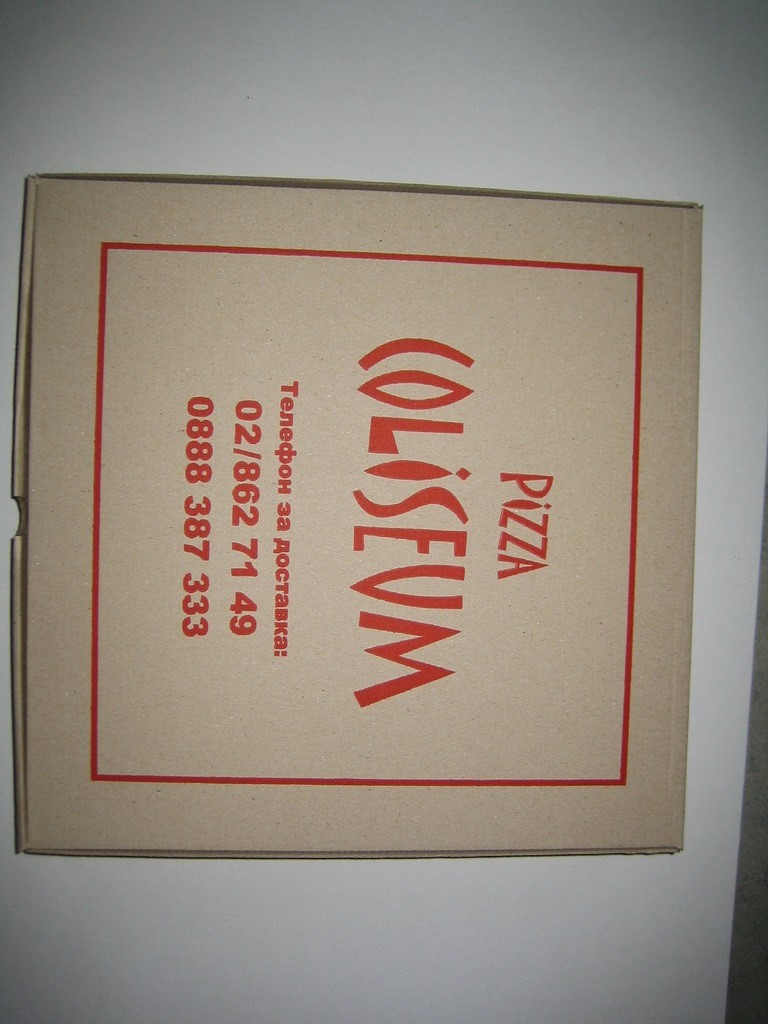 PiZZA
COLiSEUM
Телефон за доставка:
02/862 71 49
0888 387 333